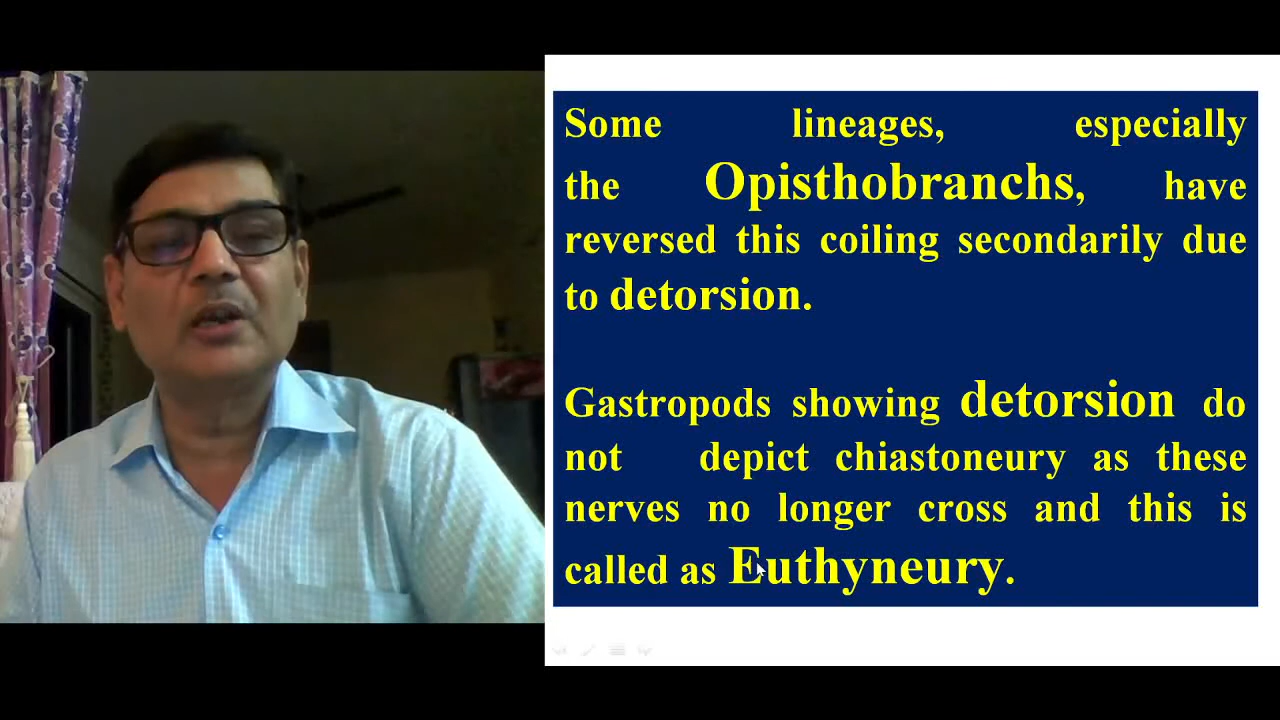 Some lineages, especially
the Opisthobranchs, have
reversed this coiling secondarily due
to detorsion.
Gastropods showing detorsion do
not depict chiastoneury as these
nerves no longer cross and this is
called as Euthyneury.